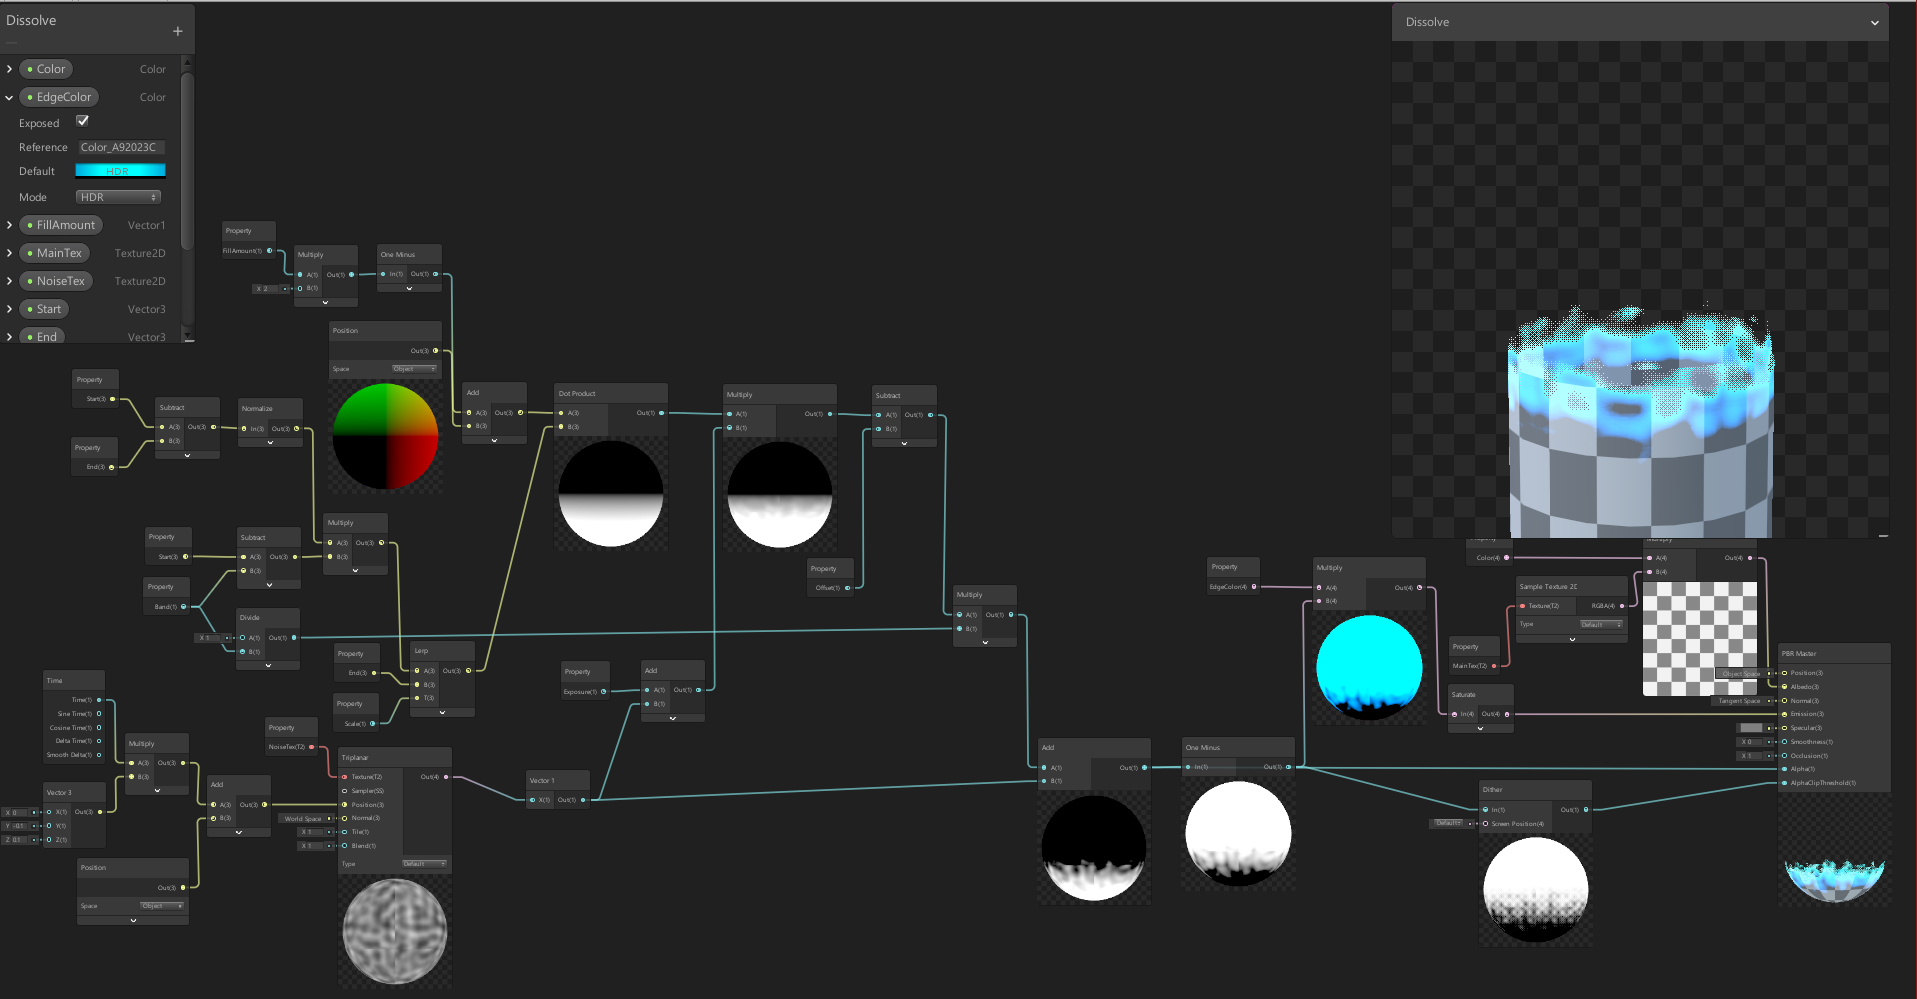 Dissolve
+
Color Color
EdgeColor Color
Exposed
Reference Color_A92023C
Default HDR
Mode HDR
FillAmount Vector1
MainTex Texture2D
NoiseTex Texture2D
Start Vector3
End Vector3
Dissolve
Property
FillAmount(1)
Multiply
A(1) Out(1)
B(1)
X 2
One Minus
In(1) Out(1)
Position
Out(3)
Space Object
Property
Start(3)
Property
End(3)
Subtract
A(3) Out(3)
B(3)
Normalize
In(3) Out(3)
Add
A(3) Out(3)
B(3)
Dot Product
A(3) Out(1)
B(3)
Multiply
A(1) Out(1)
B(1)
Subtract
A(1) Out(1)
B(1)
Property
Start(3)
Property
Band(1)
Subtract
A(3) Out(3)
B(3)
Multiply
A(3) Out(3)
B(3)
Divide
X 1
A(1) Out(1)
B(1)
Property
Offset(1)
Multiply
A(1) Out(1)
B(1)
Property
End(3)
Property
Scale(1)
Lerp
A(3) Out(3)
B(3)
T(3)
Property
Exposure(1)
Add
A(1) Out(1)
B(1)
Time
Time(1)
Sine Time(1)
Cosine Time(1)
Delta Time(1)
Smooth Delta(1)
Vector 3
X 0 X(1) Out(3)
Y -0.1 Y(1)
Z 0.1 Z(1)
Multiply
A(3) Out(3)
B(3)
Add
A(3) Out(3)
B(3)
Position
Out(3)
Space Object
Property
NoiseTex(T2)
Triplanar
Texture(T2) Out(4)
Sampler(SS)
Position(3)
World Space Normal(3)
X 1 Tile(1)
X 1 Blend(1)
Type Default
Vector 1
X(1) Out(1)
Add
A(1) Out(1)
B(1)
One Minus
In(1) Out(1)
Property
EdgeColor(4)
Multiply
A(4) Out(4)
B(4)
Color(4)
Multiply
A(4) Out(4)
B(4)
Sample Texture 2D
Texture(T2) RGBA(4)
Type Default
Property
MainTex(T2)
Saturate
In(4) Out(4)
Dither
In(1) Out(1)
Default Screen Position(4)
PBR Master
Object Space Position(3)
Albedo(3)
Tangent Space Normal(3)
Emission(3)
Specular(3)
X 0 Smoothness(1)
X 1 Occlusion(1)
Alpha(1)
AlphaClipThreshold(1)